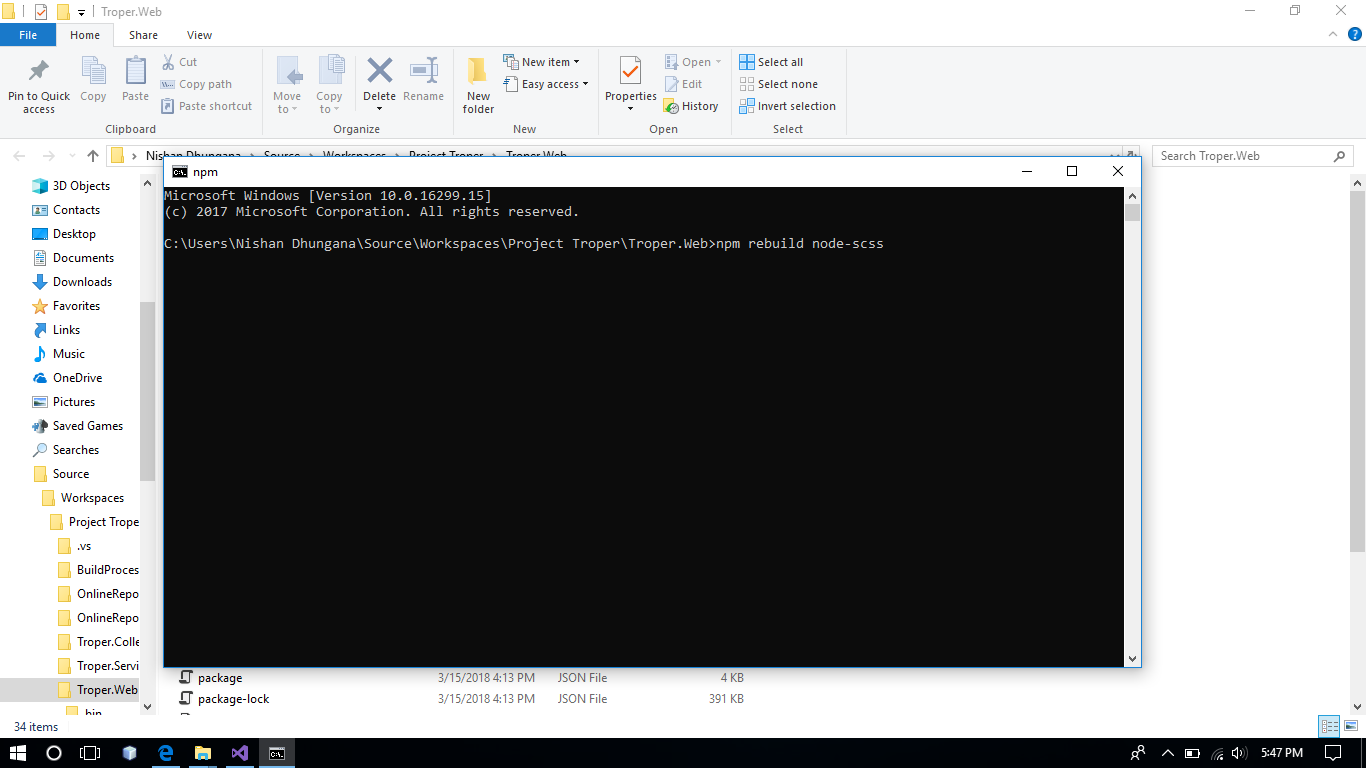 Troper.Web
File Home Share View
Pin to Quick access
Copy
Paste
Cut
Copy path
Paste shortcut
Clipboard
Move to
Copy to
Delete
Rename
Organize
New folder
New item
Easy access
New
Properties
Open
Edit
History
Open
Select all
Select none
Invert selection
Select
Nishan Dhungana Source Workspaces Project Troper Troper.Web
Search Troper.Web
npm
Microsoft Windows [Version 10.0.16299.15]
(c) 2017 Microsoft Corporation. All rights reserved.
C:\Users\Nishan Dhungana\Source\Workspaces\Project Troper\Troper.Web>npm rebuild node-scss
3D Objects
Contacts
Desktop
Documents
Downloads
Favorites
Links
Music
OneDrive
Pictures
Saved Games
Searches
Source
Workspaces
Project Trope
.vs
BuildProces
OnlineRepo
OnlineRepo
Troper.Colle
Troper.Servi
Troper.Web
bin
package 3/15/2018 4:13 PM JSON File 4 KB
package-lock 3/15/2018 4:13 PM JSON File 391 KB
34 items
5:47 PM